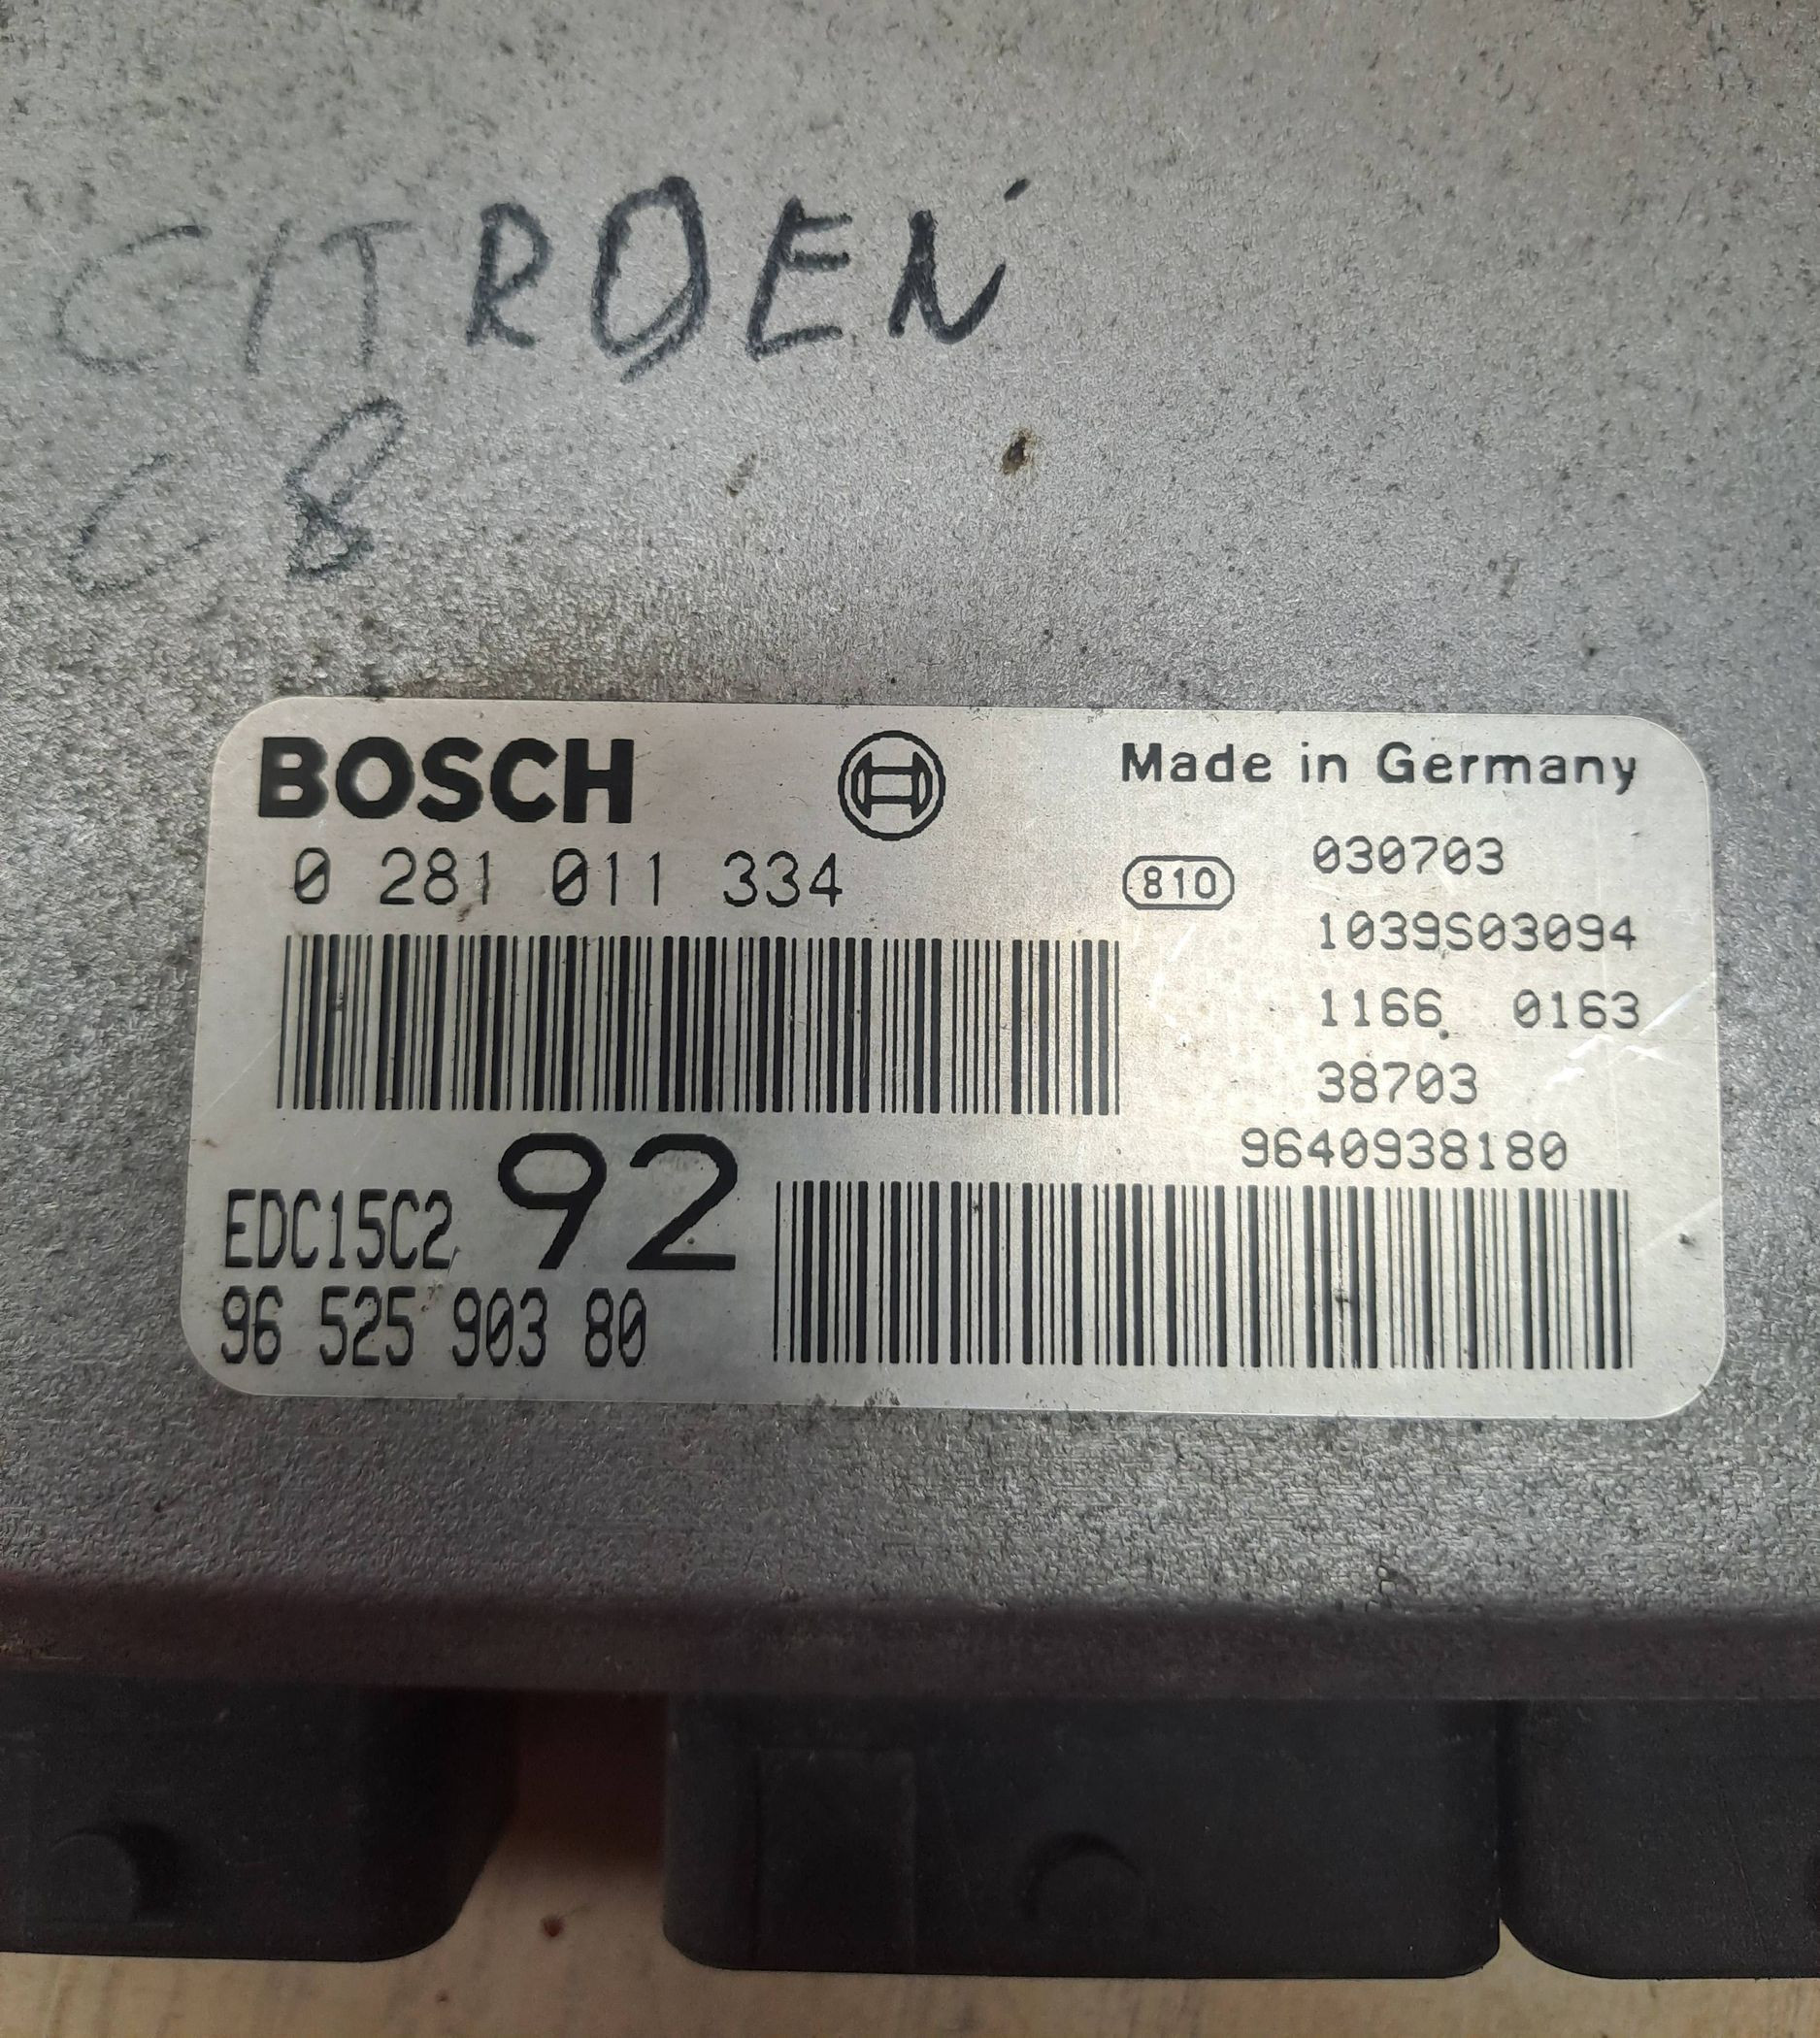 CITROEN
C8
BOSCH
Made in Germany
0 281 011 334
810
030703
1039S03094
1166 0163
38703
9640938180
EDC15C2 92
96 525 903 80